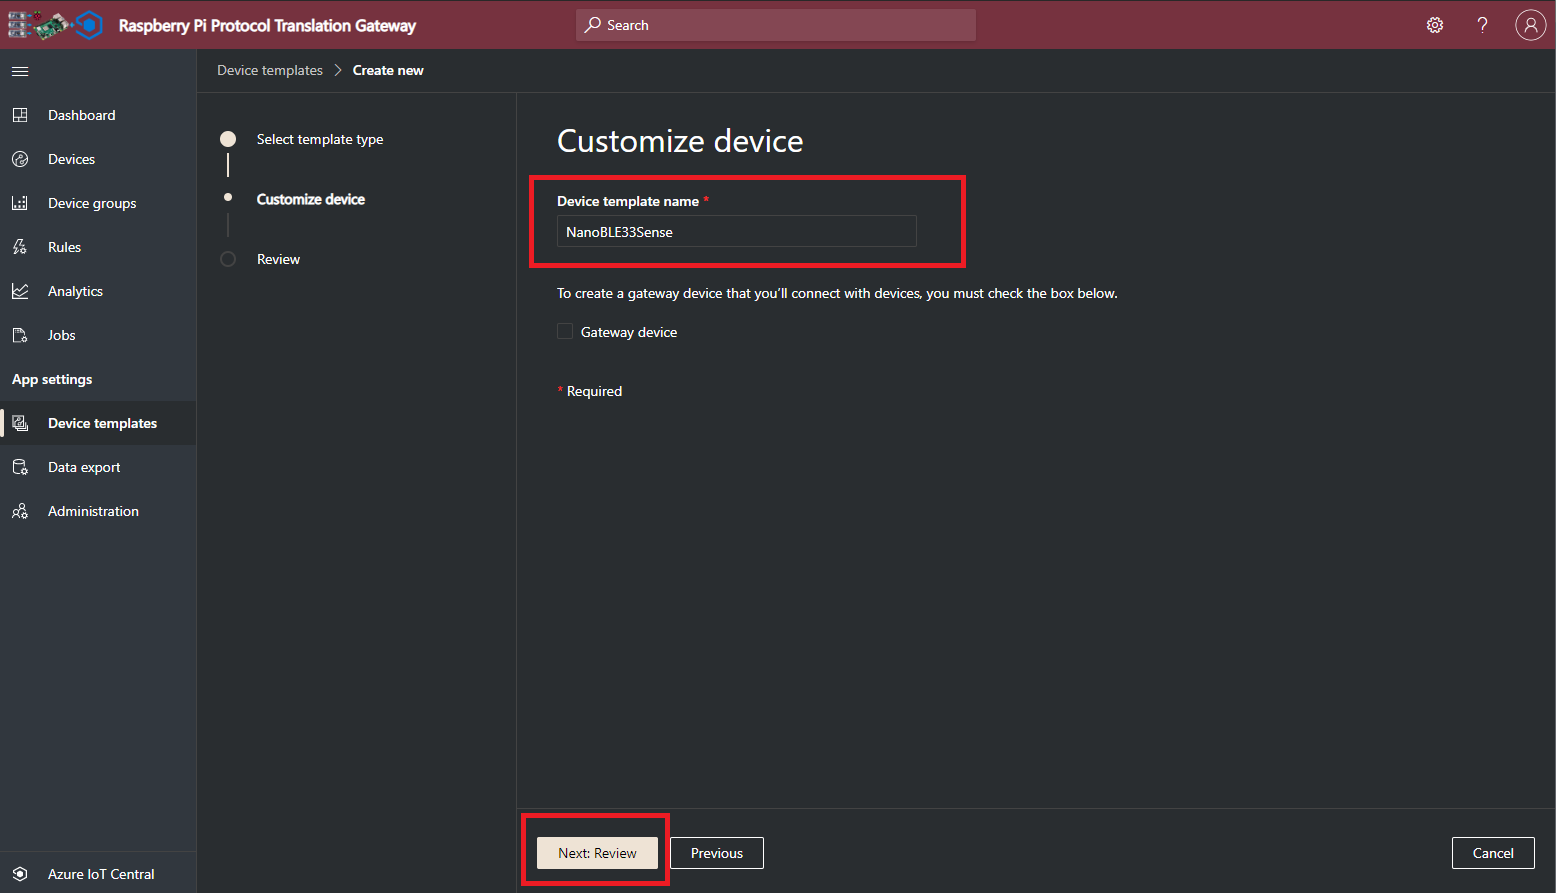 Raspberry Pi Protocol Translation Gateway
Search
Device templates > Create new
Dashboard
Devices
Device groups
Rules
Analytics
Jobs
App settings
Device templates
Data export
Administration
Azure IoT Central
Select template type
Customize device
Review
Customize device
Device template name *
NanoBLE33Sense
To create a gateway device that you’ll connect with devices, you must check the box below.
Gateway device
* Required
Next: Review
Previous
Cancel